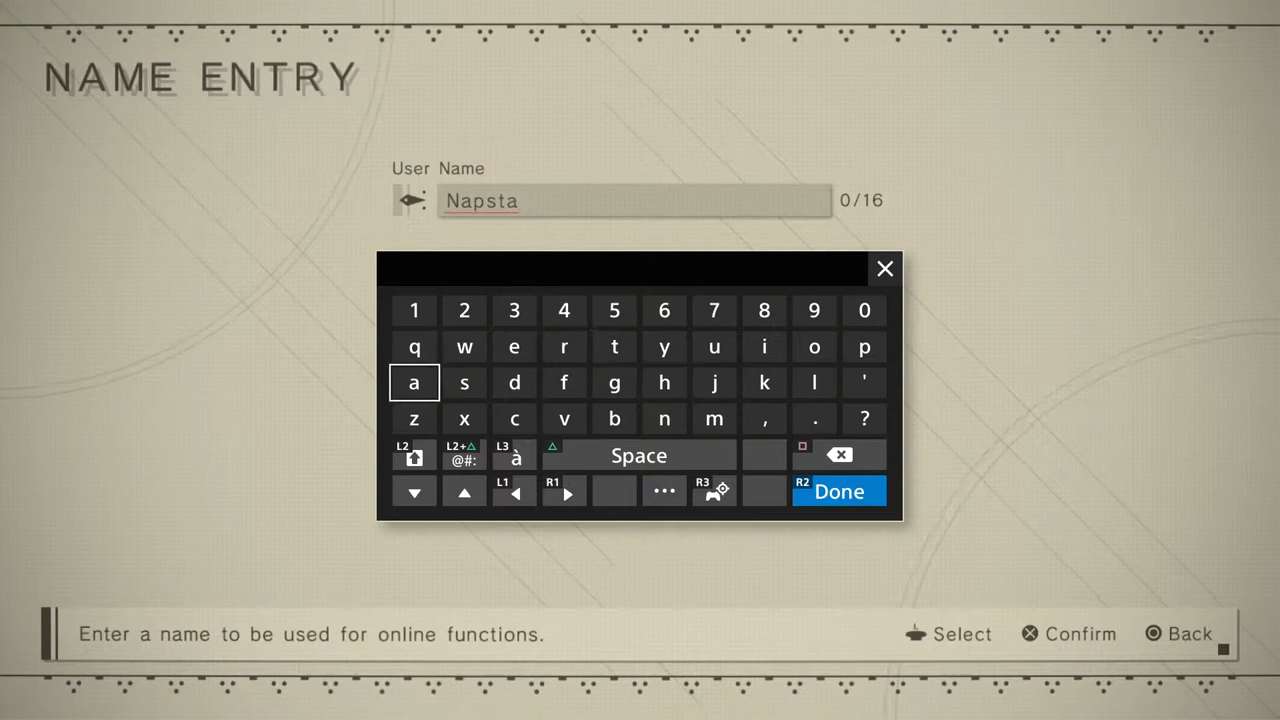 NAME ENTRY
User Name
Napsta 0/16
1 2 3 4 5 6 7 8 9 0
q w e r t y u i o p
a s d f g h j k l '
z x c v b n m , . ?
L2 L2+△ @#: L3 à △ Space
L1 R1 ... R3 R2 Done
Enter a name to be used for online functions. Select Confirm Back